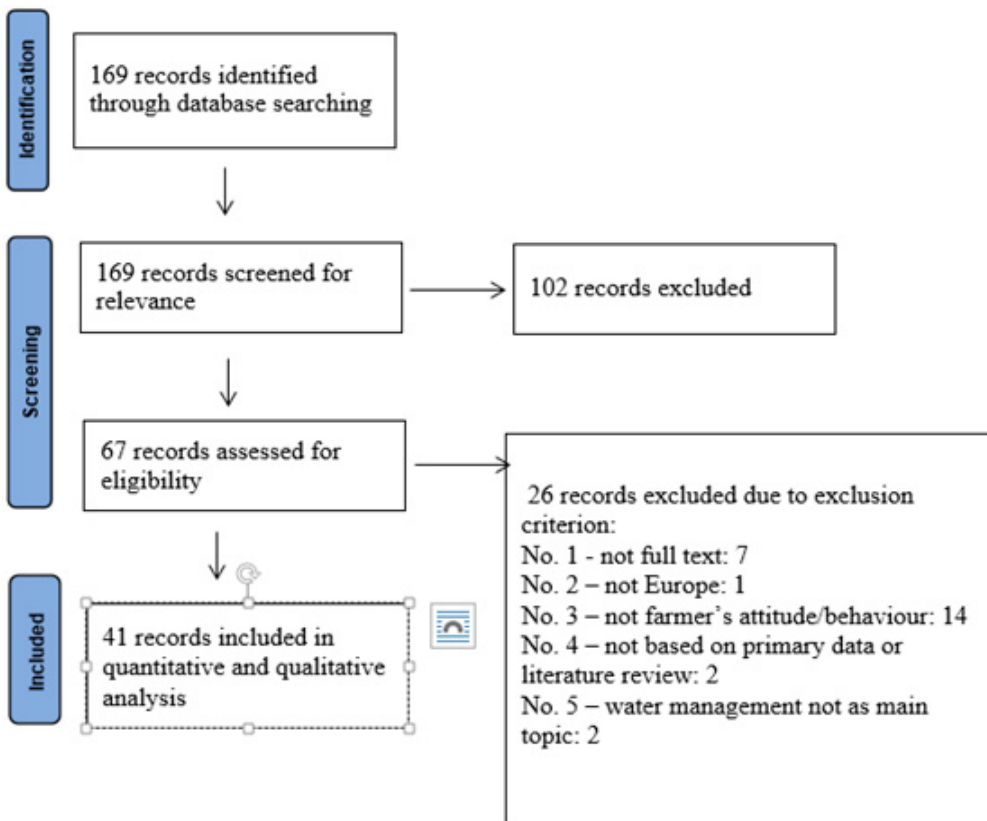 Identification
169 records identified
through database searching
Screening
169 records screened for
relevance
102 records excluded
67 records assessed for
eligibility
26 records excluded due to exclusion
criterion:
No. 1 - not full text: 7
No. 2 – not Europe: 1
No. 3 – not farmer’s attitude/behaviour: 14
No. 4 – not based on primary data or
literature review: 2
No. 5 – water management not as main
topic: 2
Included
41 records included in
quantitative and qualitative
analysis